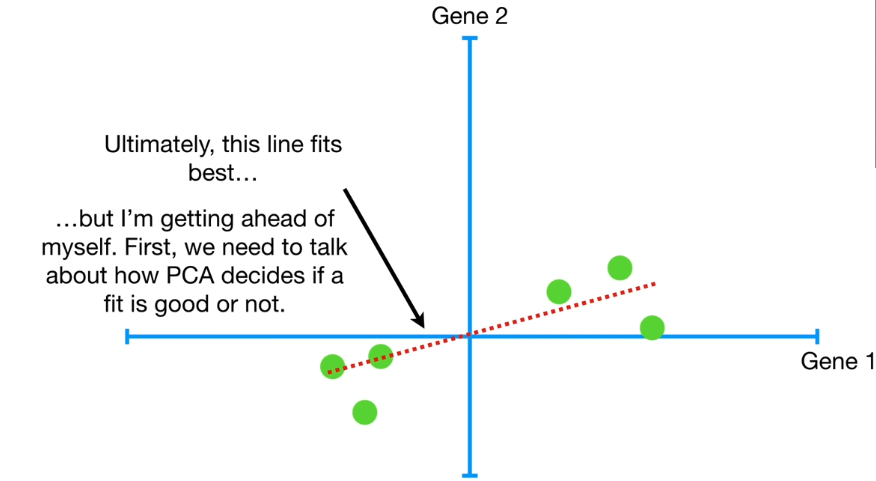 Gene 2
Ultimately, this line fits
best…
…but I’m getting ahead of
myself. First, we need to talk
about how PCA decides if a
fit is good or not.
Gene 1